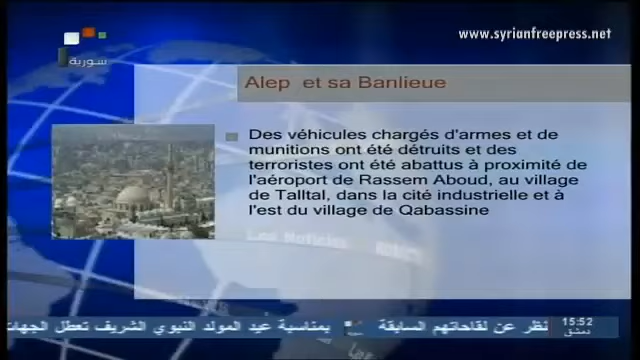 www.syrianfreepress.net
سورية
Alep et sa Banlieue
Des véhicules chargés d'armes et de
munitions ont été détruits et des
terroristes ont été abattus à proximité de
l'aéroport de Rassem Aboud, au village
de Talltal, dans la cité industrielle et à
l'est du village de Qabassine
15:52
دمشق
نظر عن لقاحاتهم السابقة
بمناسبة عيد المولد النبوي الشريف تعطل الجهات